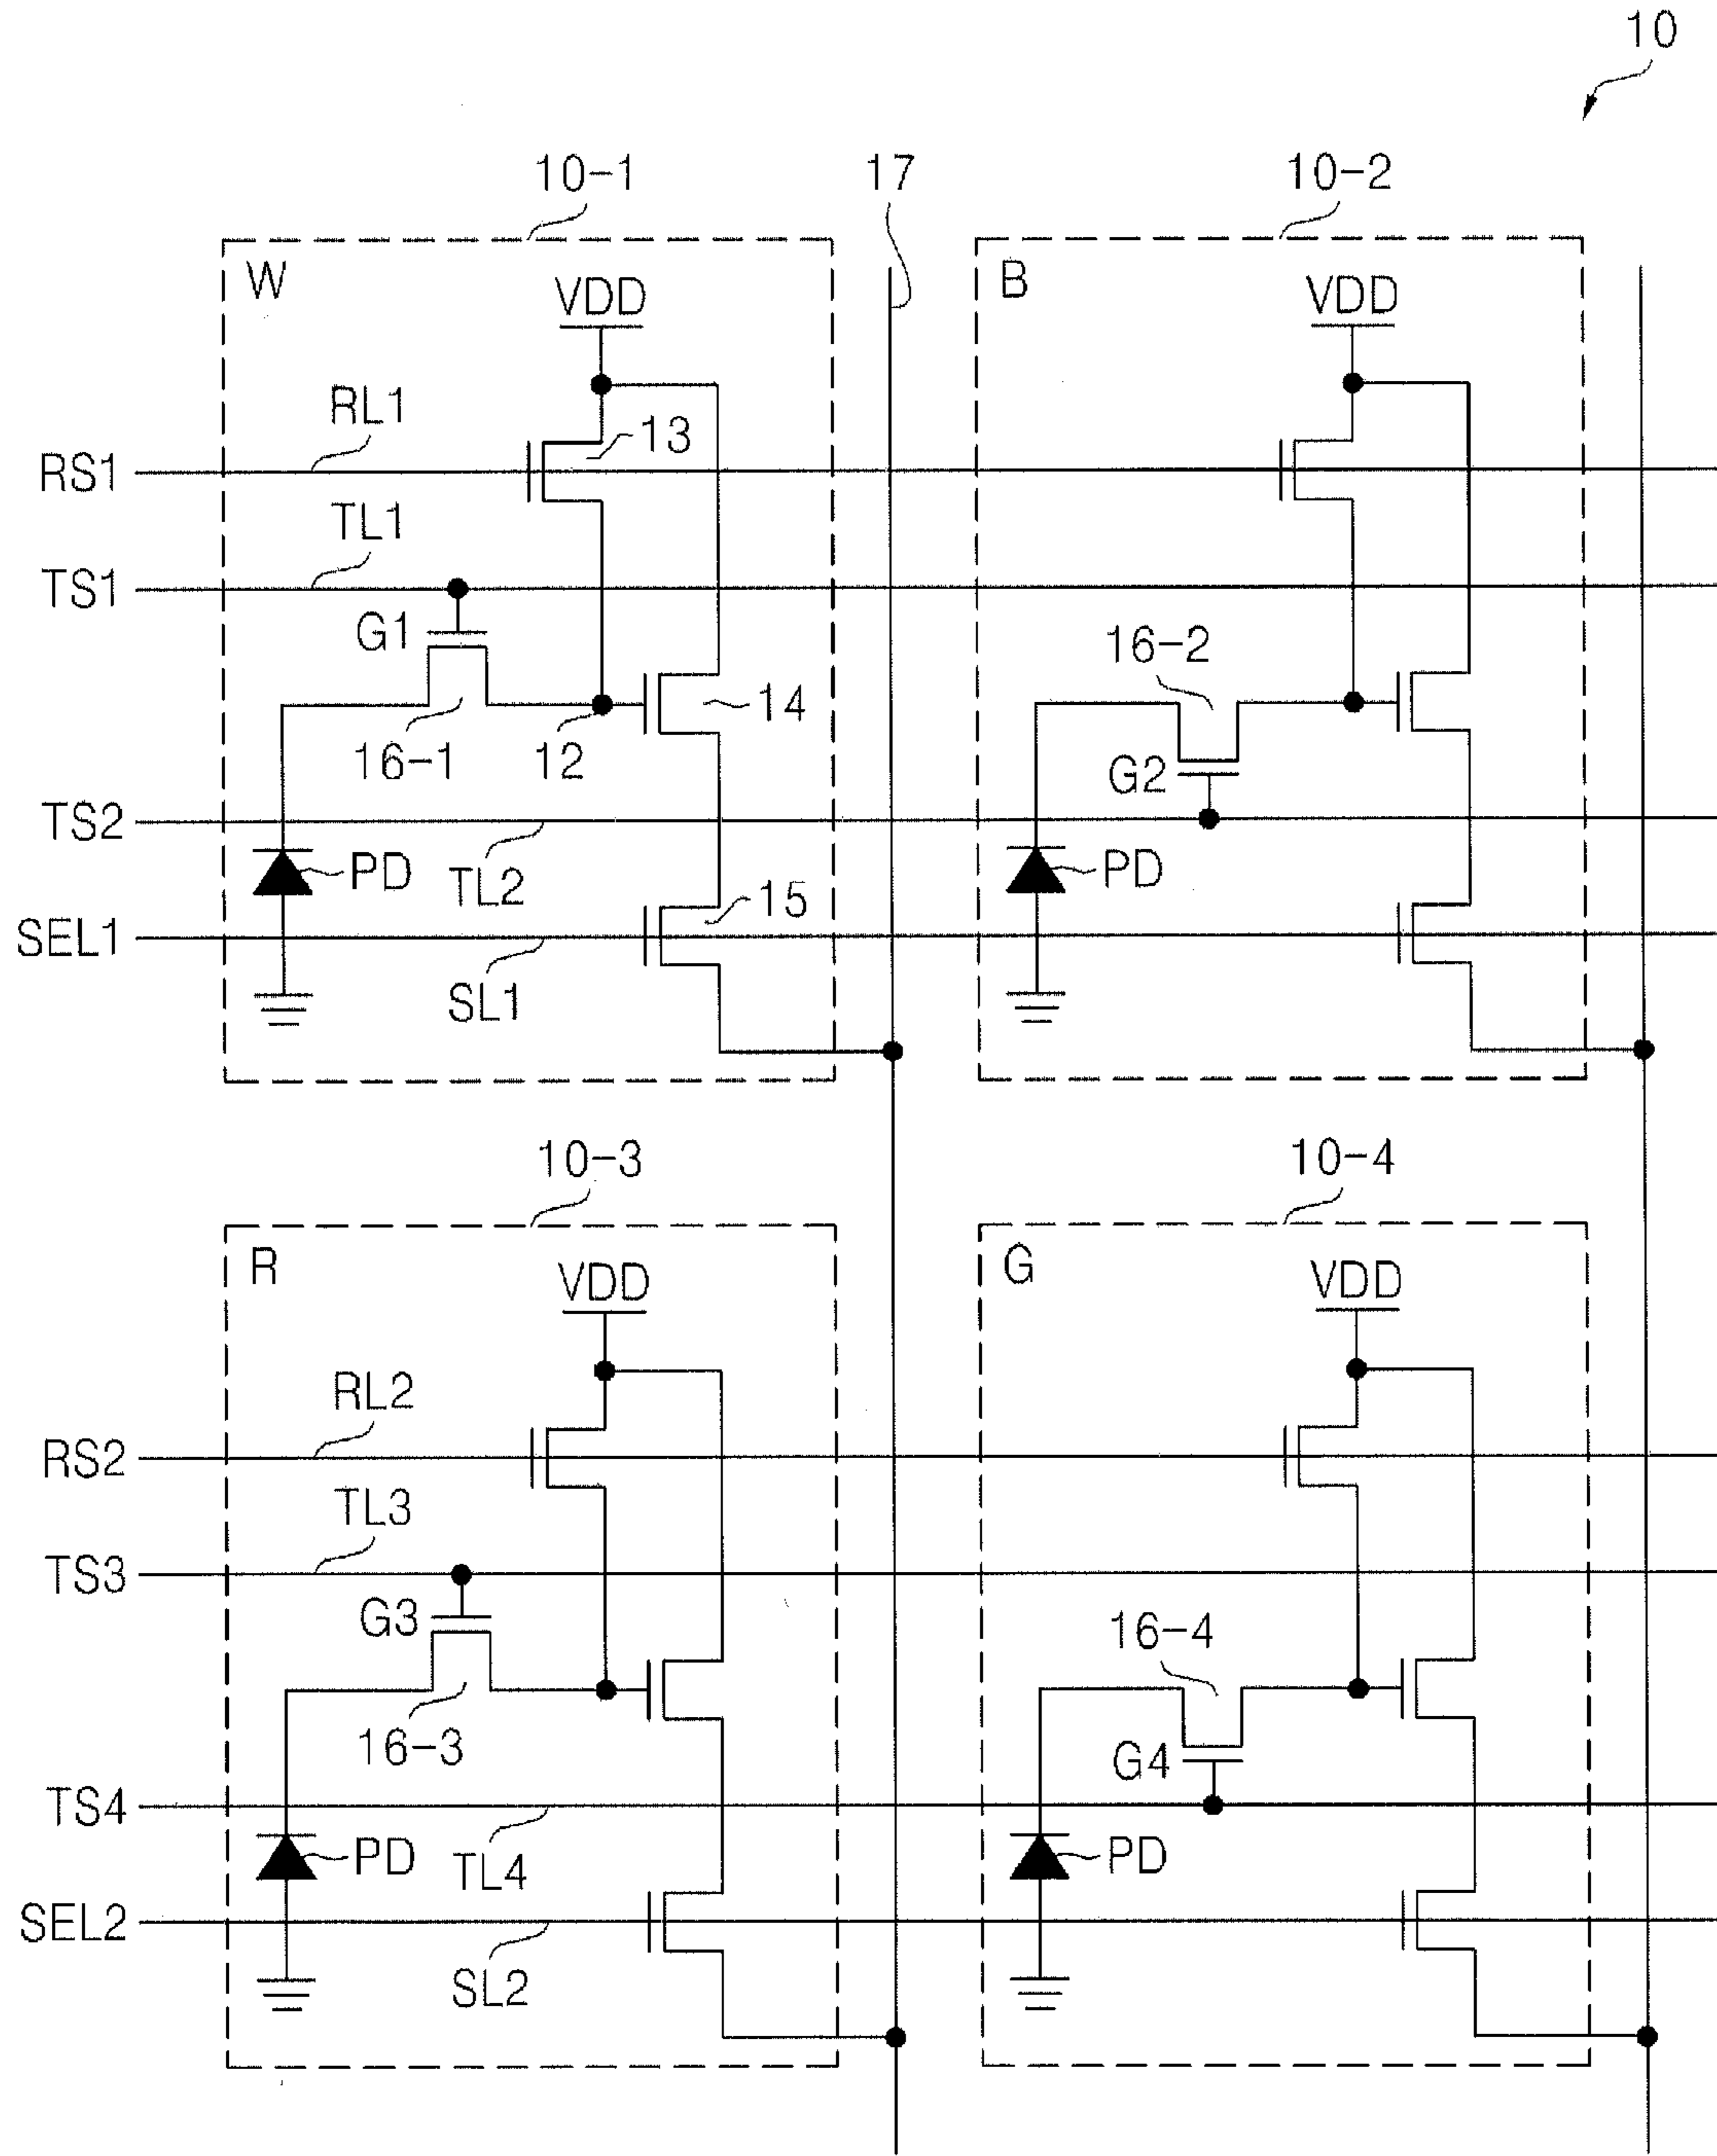 10
10-1
17
10-2
W
B
VDD
VDD
RL1
13
RS1
TL1
TS1
G1
16-2
14
16-1
12
G2
TS2
PD
TL2
PD
15
SEL1
SL1
10-3
10-4
R
G
VDD
VDD
RL2
RS2
TL3
TS3
G3
16-4
16-3
G4
TS4
PD
TL4
PD
SEL2
SL2